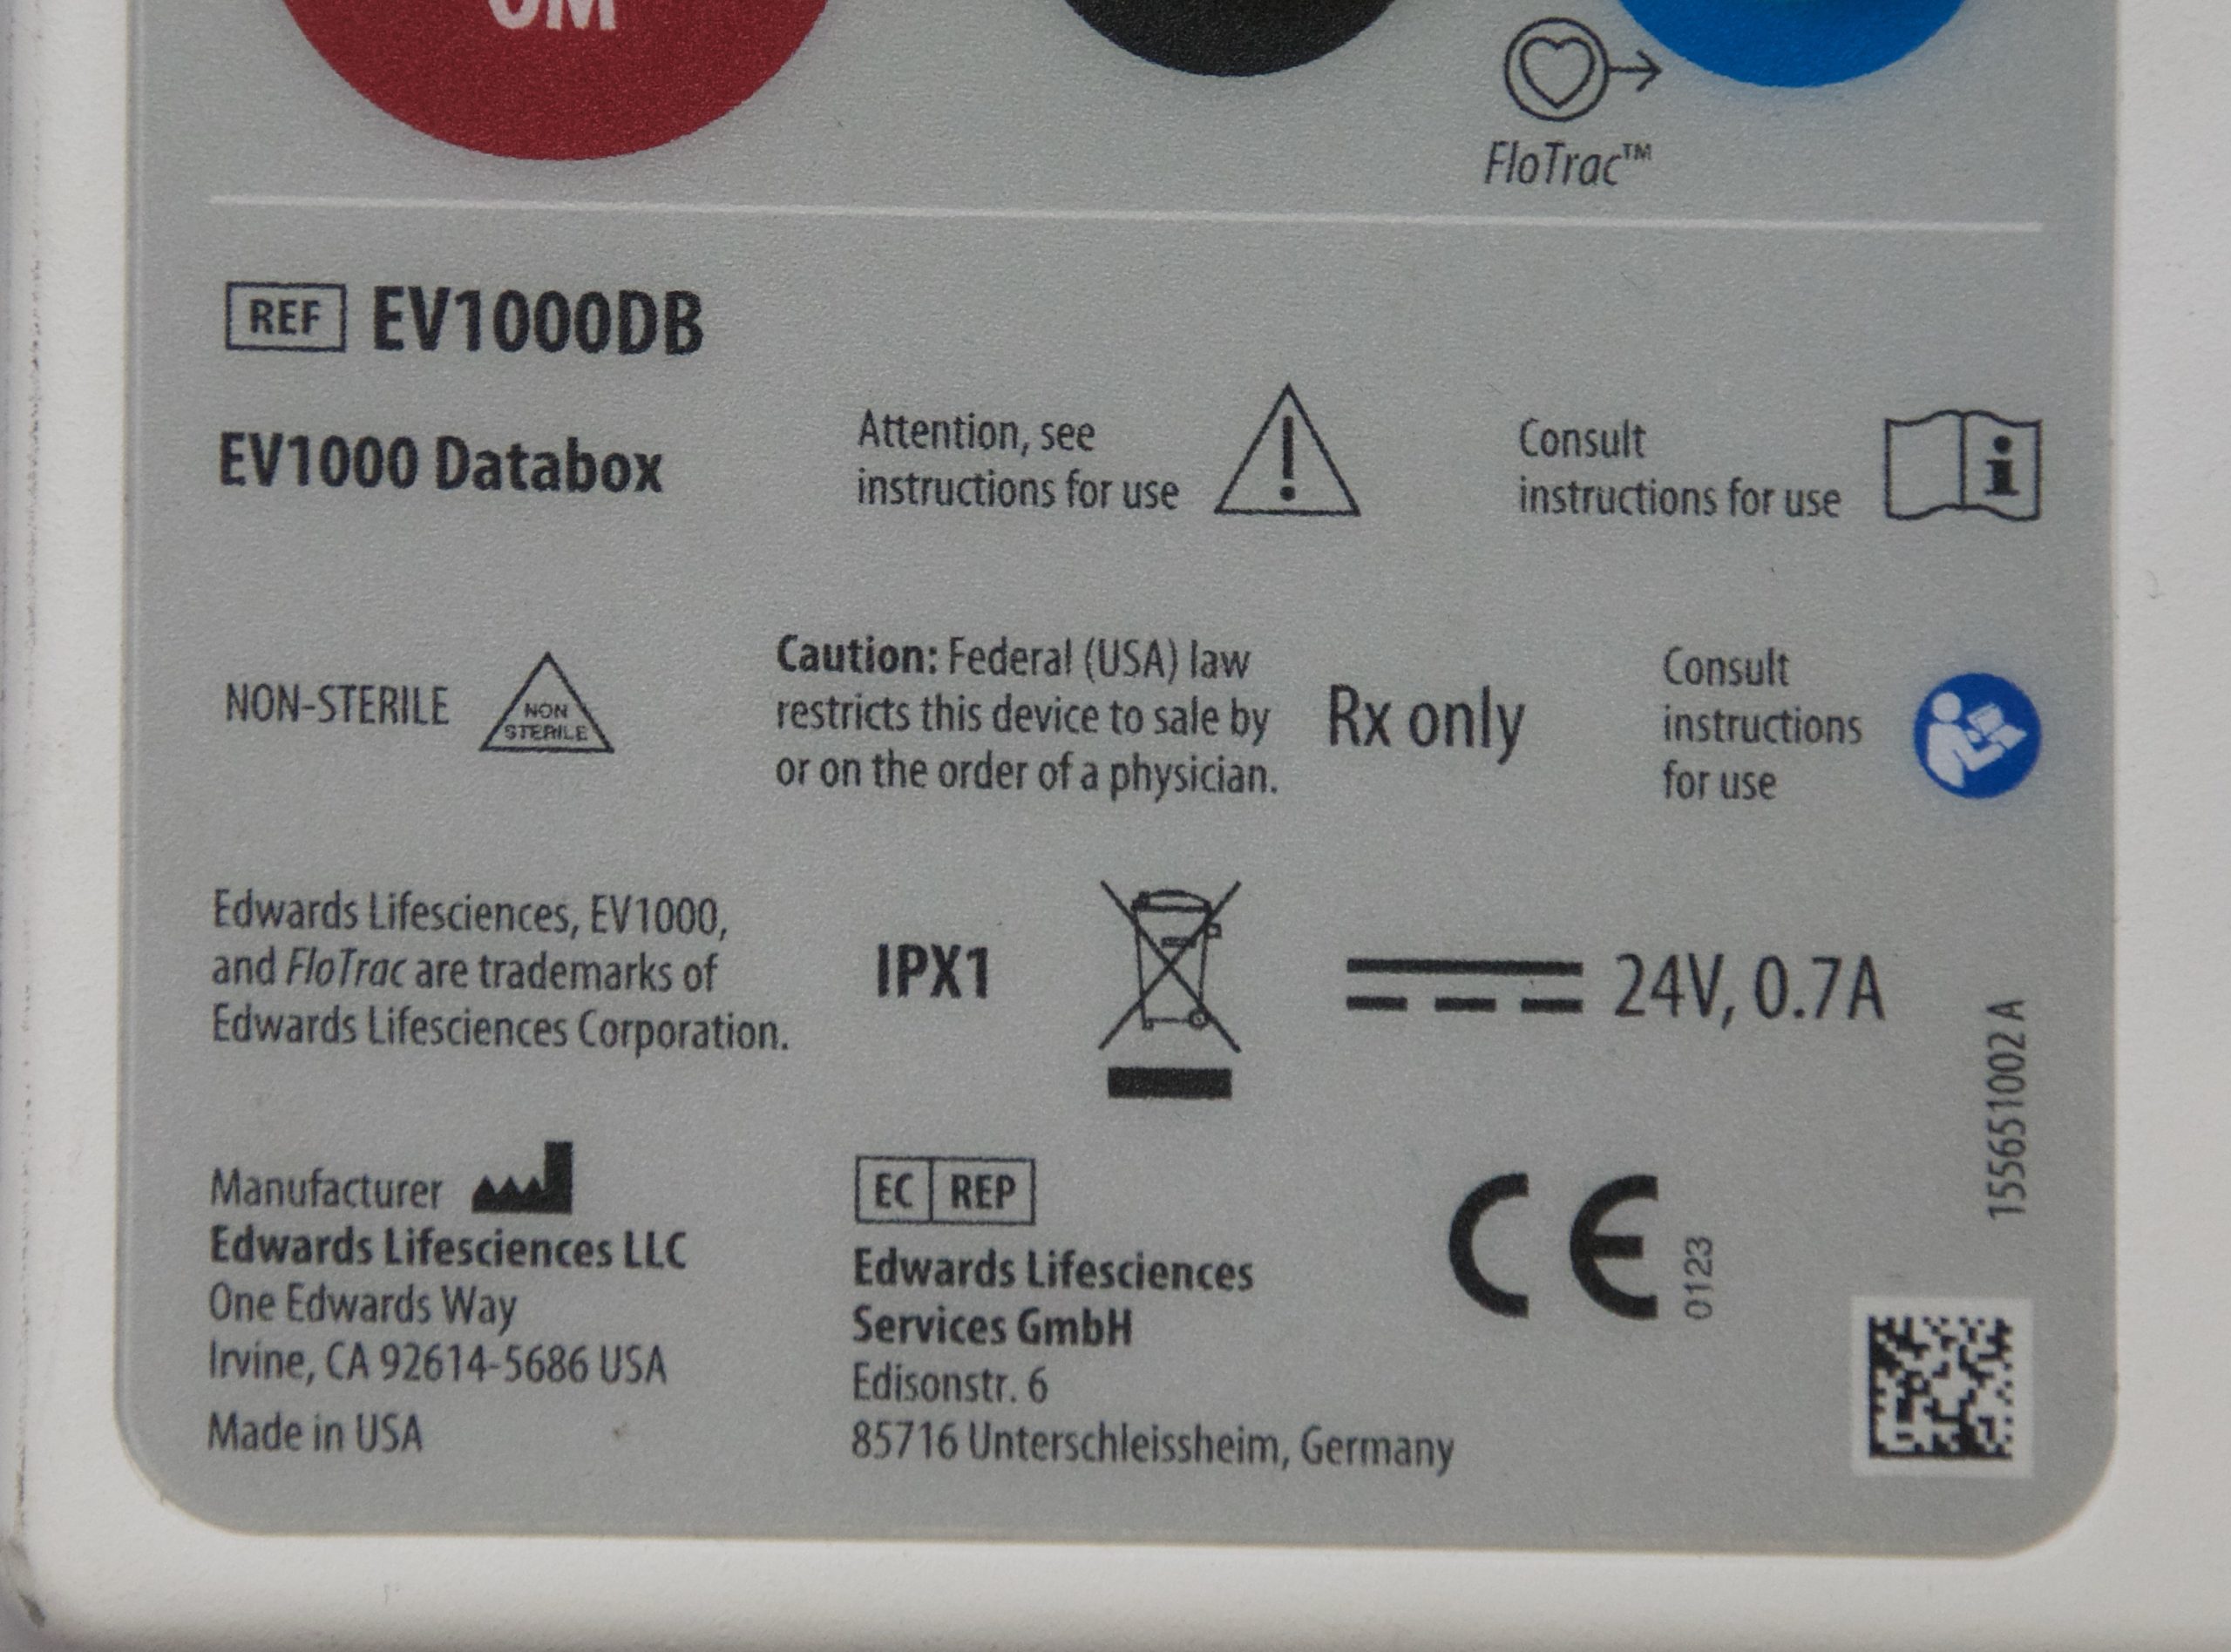 OM
FloTrac™
REF EV1000DB
EV1000 Databox
Attention, see
instructions for use
Consult
instructions for use
NON-STERILE
NON
STERILE
Caution: Federal (USA) law
restricts this device to sale by
or on the order of a physician.
Rx only
Consult
instructions
for use
Edwards Lifesciences, EV1000,
and FloTrac are trademarks of
Edwards Lifesciences Corporation.
IPX1
24V, 0.7A
155651002 A
Manufacturer
Edwards Lifesciences LLC
One Edwards Way
Irvine, CA 92614-5686 USA
Made in USA
EC REP
Edwards Lifesciences
Services GmbH
Edisonstr. 6
85716 Unterschleissheim, Germany
CE
0123